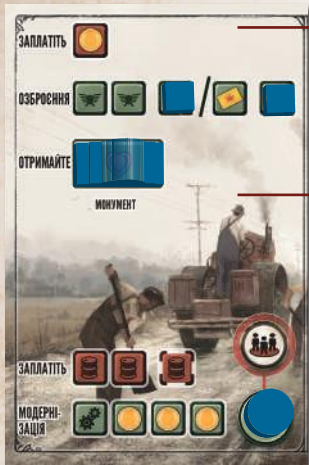 ЗАПЛАТІТЬ
ОЗБРОЄННЯ
/
ОТРИМАЙТЕ
МОНУМЕНТ
ЗАПЛАТІТЬ
МОДЕРНІ-
ЗАЦІЯ